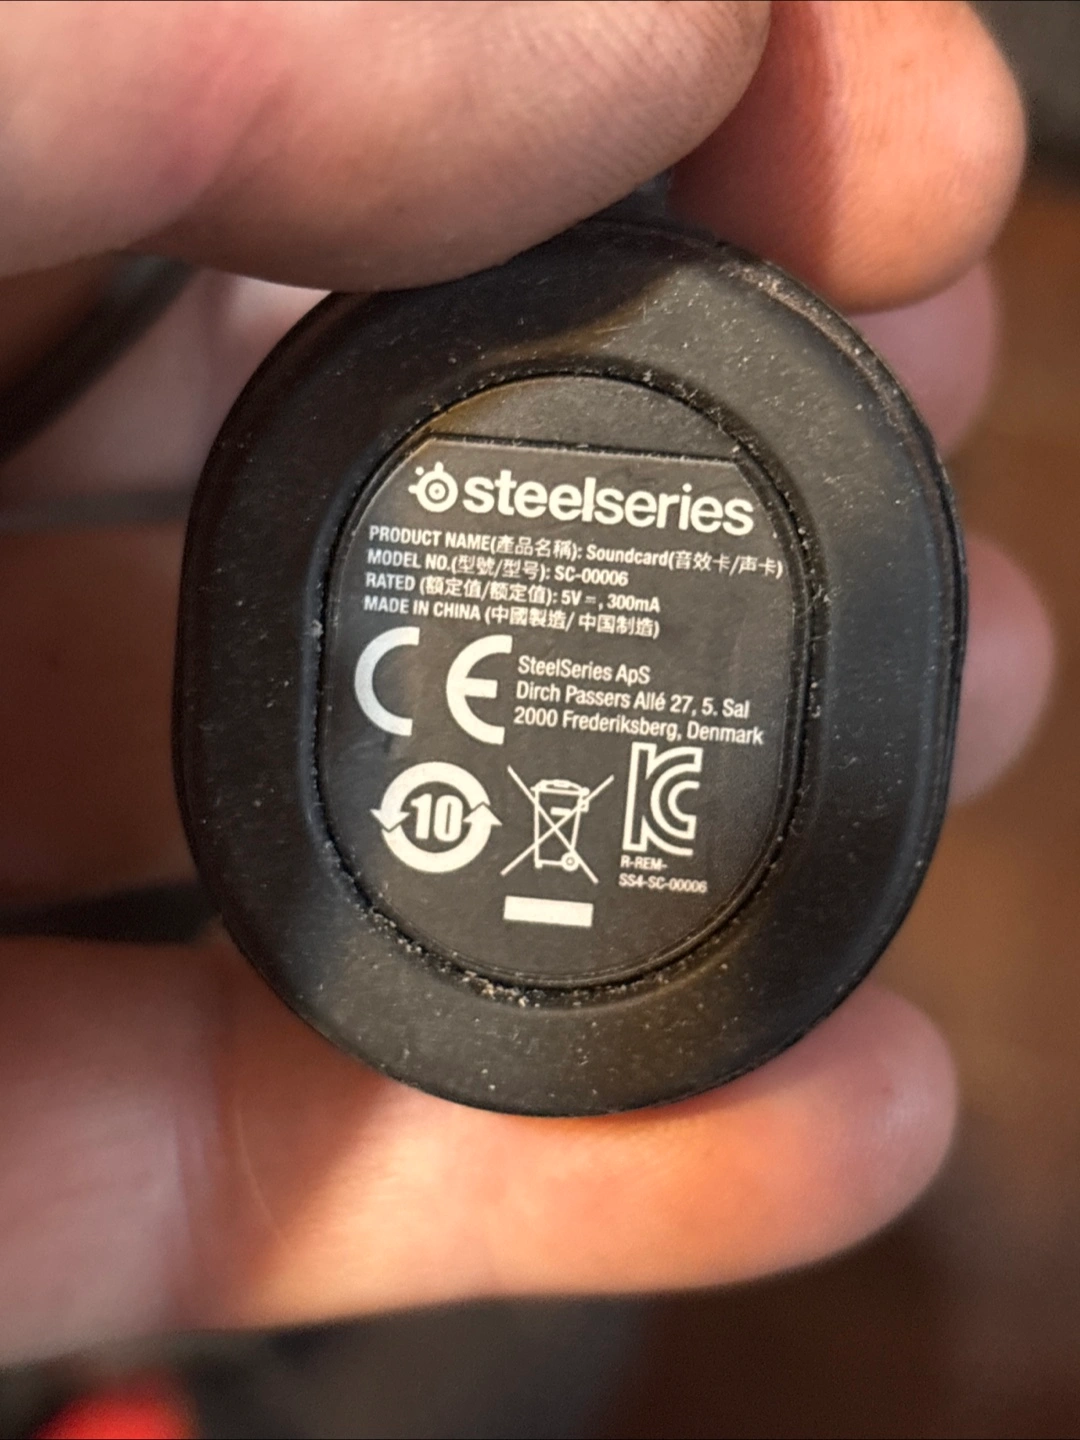 steelseries
PRODUCT NAME(產品名稱): Soundcard(音效卡/声卡)
MODEL NO.(型號/型号): SC-00006
RATED (額定值/额定值): 5V⎓, 300mA
MADE IN CHINA (中國製造/ 中国制造)
CE
SteelSeries ApS
Dirch Passers Allé 27, 5. Sal
2000 Frederiksberg, Denmark
10
KC
R-REM-
SS4-SC-00006